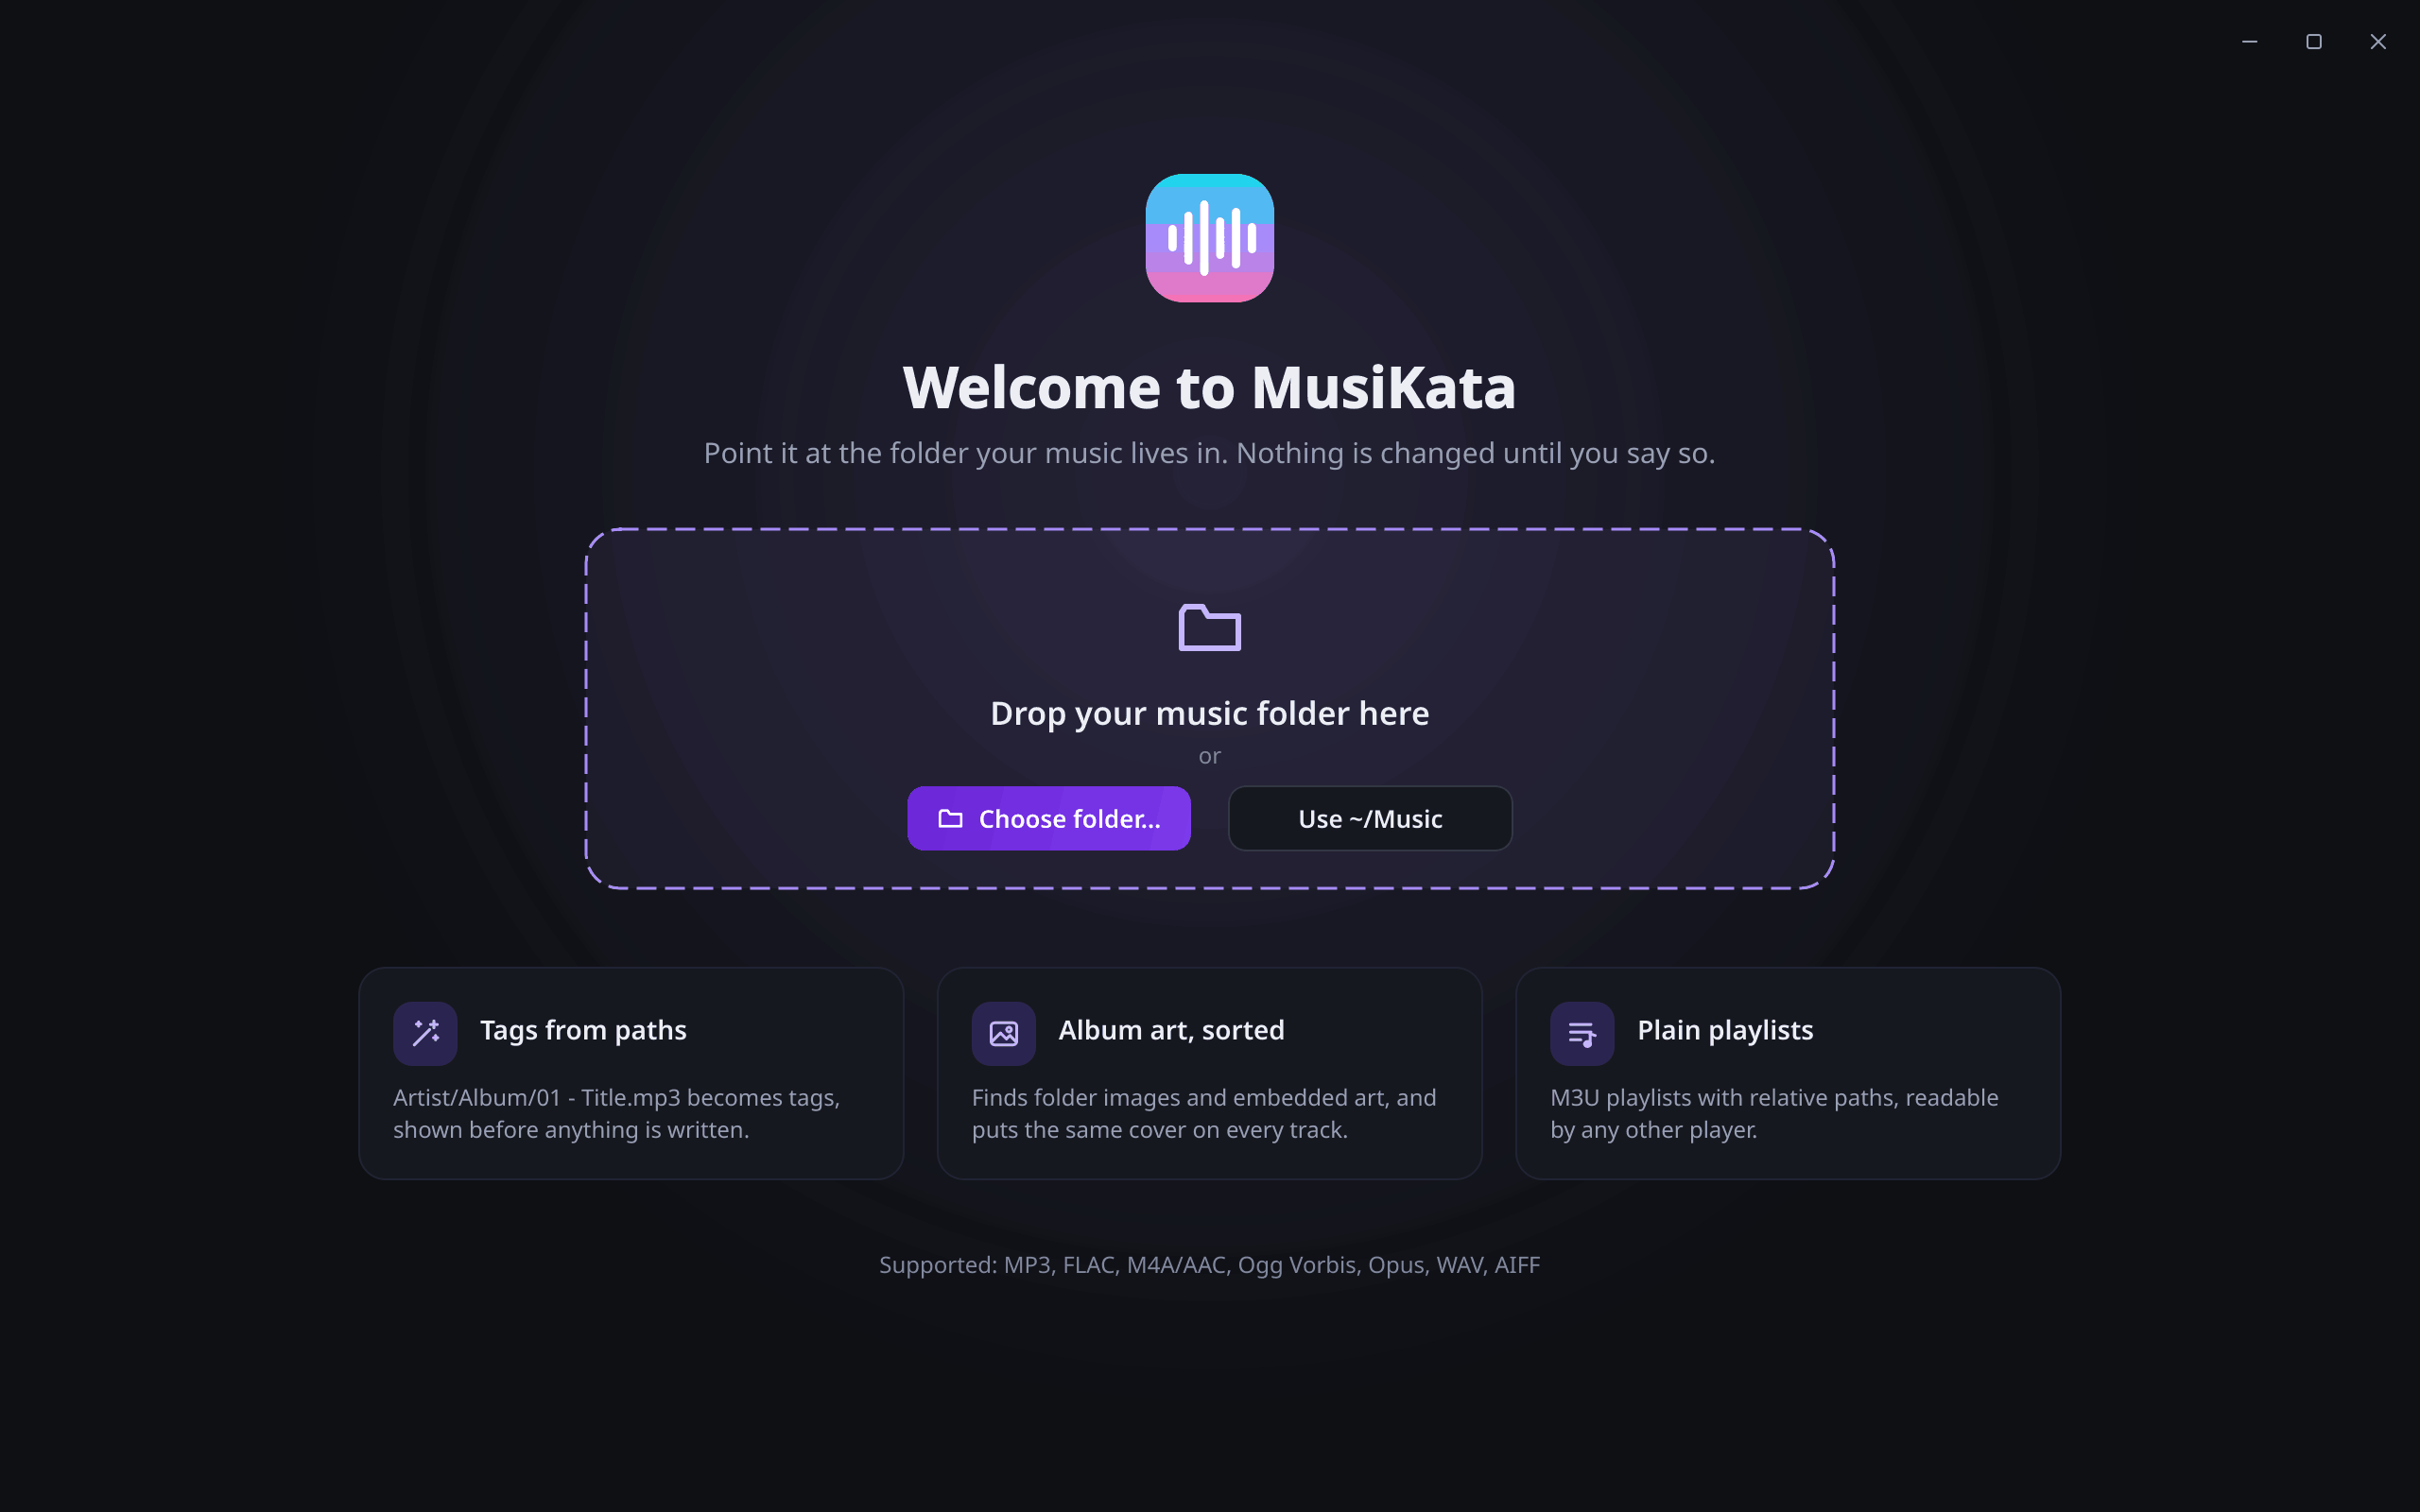 Welcome to MusiKata
Point it at the folder your music lives in. Nothing is changed until you say so.
Drop your music folder here
or
Choose folder...
Use ~/Music
Tags from paths
Artist/Album/01 - Title.mp3 becomes tags,
shown before anything is written.
Album art, sorted
Finds folder images and embedded art, and
puts the same cover on every track.
Plain playlists
M3U playlists with relative paths, readable
by any other player.
Supported: MP3, FLAC, M4A/AAC, Ogg Vorbis, Opus, WAV, AIFF